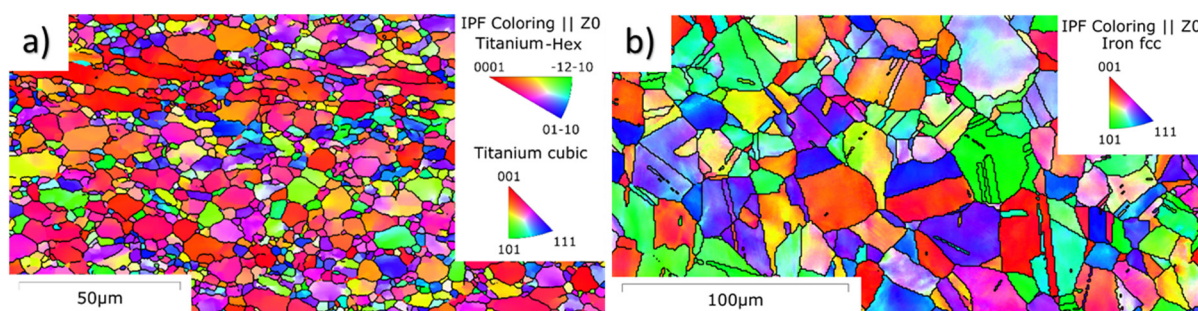 a)
IPF Coloring || Z0
Titanium-Hex
0001 -12-10
01-10
Titanium cubic
001
101 111
50µm
b)
IPF Coloring || Z0
Iron fcc
001
101 111
100µm